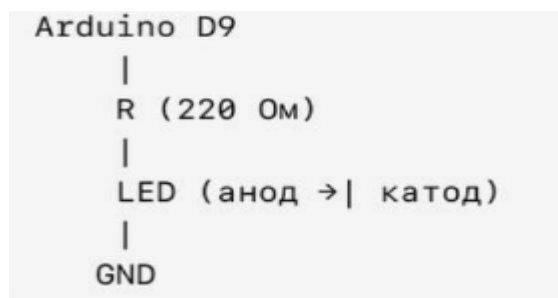 Arduino D9
|
R (220 Ом)
|
LED (анод →| катод)
|
GND